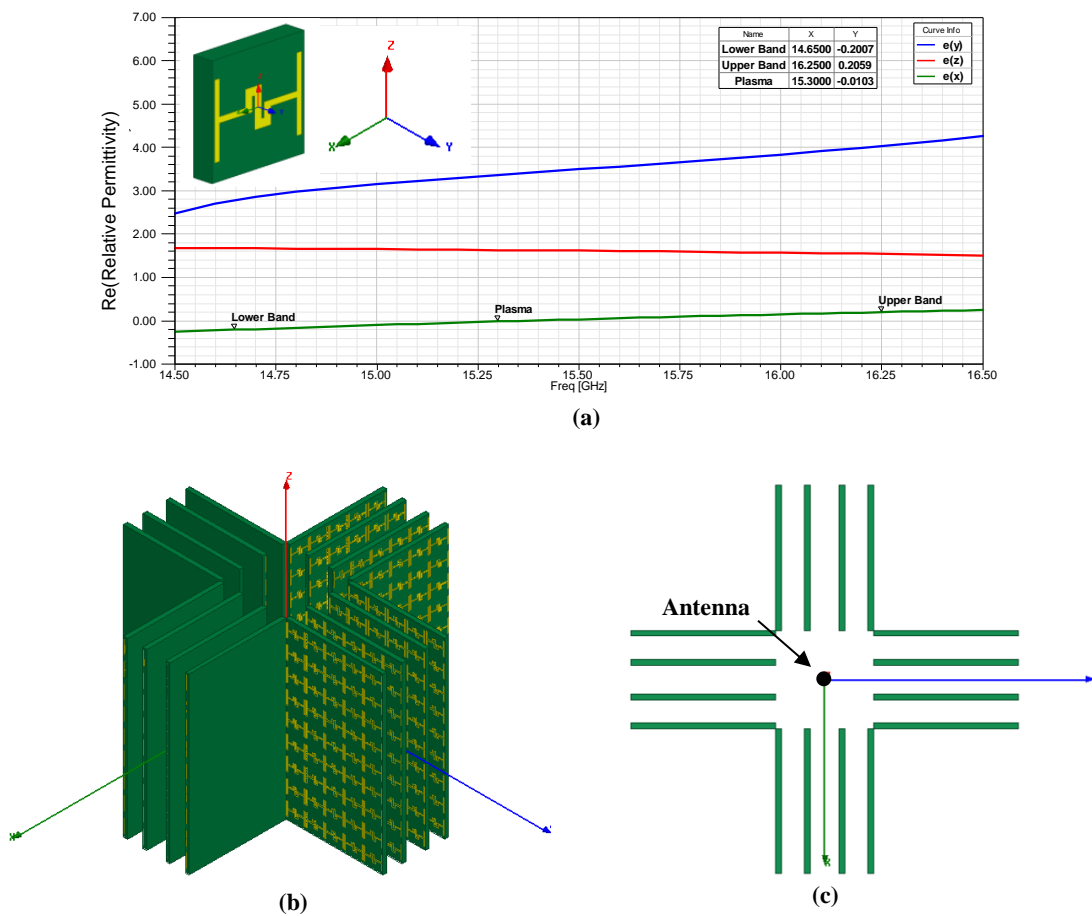 7.00
6.00
5.00
4.00
3.00
2.00
1.00
0.00
-1.00
Re(Relative Permittivity)
Z
X
Y
Name X Y
Lower Band 14.6500 -0.2007
Upper Band 16.2500 0.2059
Plasma 15.3000 -0.0103
Curve Info
e(y)
e(z)
e(x)
Lower Band
Plasma
Upper Band
14.50 14.75 15.00 15.25 15.50 15.75 16.00 16.25 16.50
Freq [GHz]
(a)
Z
Antenna
(b)
(c)